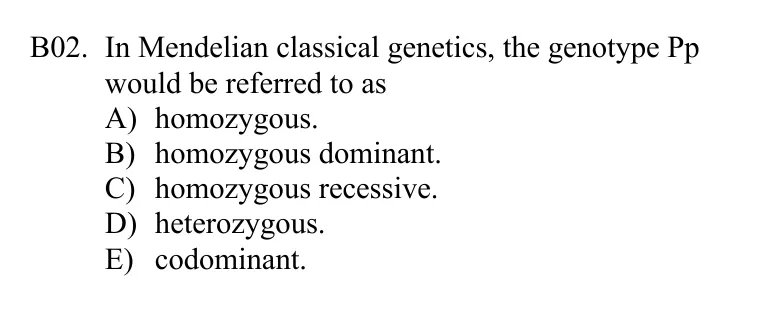 B02. In Mendelian classical genetics, the genotype Pp
would be referred to as
A) homozygous.
B) homozygous dominant.
C) homozygous recessive.
D) heterozygous.
E) codominant.